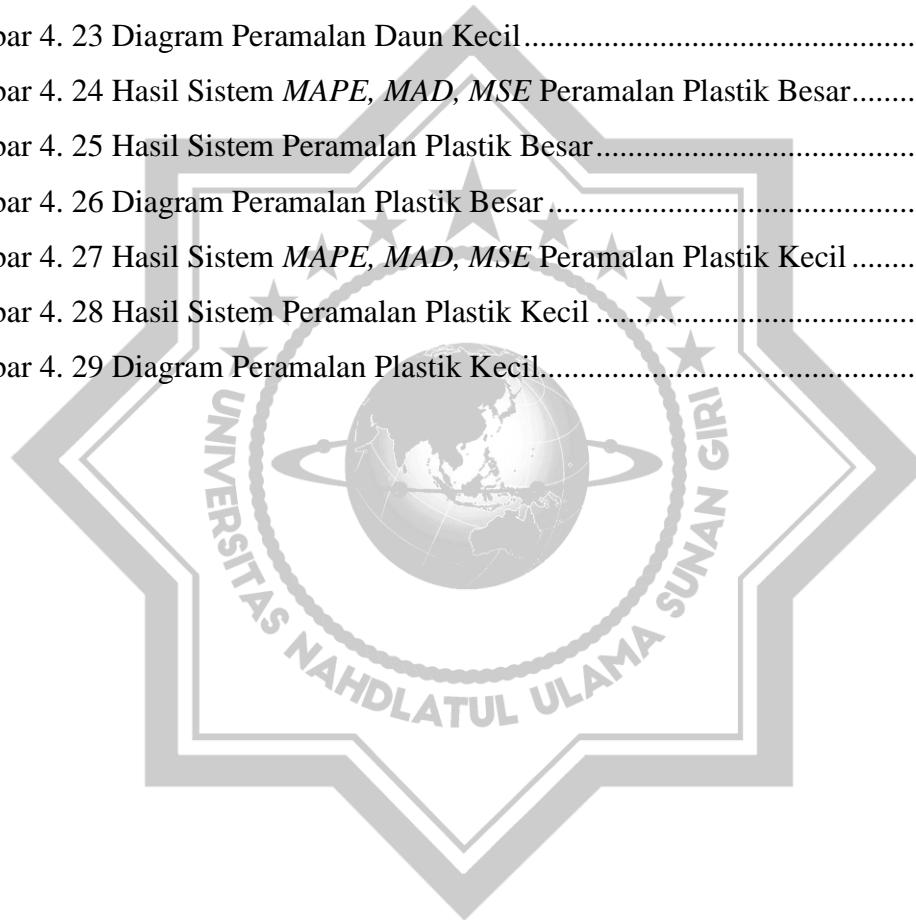 bar 4. 23 Diagram Peramalan Daun Kecil................................................
bar 4. 24 Hasil Sistem MAPE, MAD, MSE Peramalan Plastik Besar........
bar 4. 25 Hasil Sistem Peramalan Plastik Besar........................................
bar 4. 26 Diagram Peramalan Plastik Besar..............................................
bar 4. 27 Hasil Sistem MAPE, MAD, MSE Peramalan Plastik Kecil........
bar 4. 28 Hasil Sistem Peramalan Plastik Kecil........................................
bar 4. 29 Diagram Peramalan Plastik Kecil...............................................
UNIVERSITAS NAHDLATUL ULAMA SUNAN GIRI